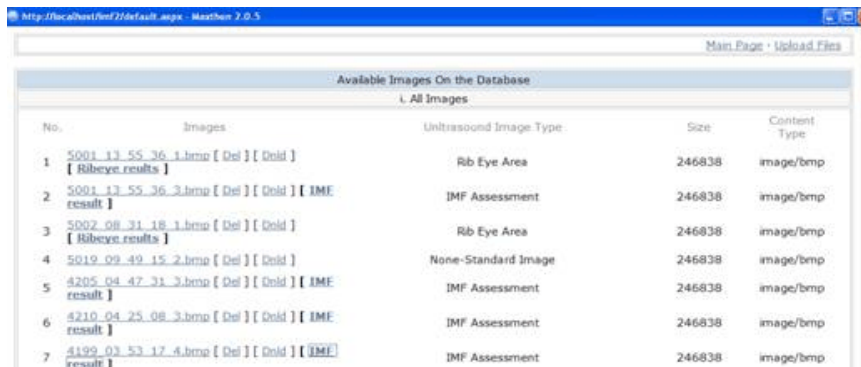 http://localhost/imf2/default.aspx - Maxthon 2.0.5
Main Page · Upload Files
Available Images On the Database
i. All Images
No. Images Unltrasound Image Type Size Content Type
1 5001_13_55_36_1.bmp [ Del ] [ Dnld ] [ Ribeye reults ] Rib Eye Area 246838 image/bmp
2 5001_13_55_36_3.bmp [ Del ] [ Dnld ] [ IMF result ] IMF Assessment 246838 image/bmp
3 5002_08_31_18_1.bmp [ Del ] [ Dnld ] [ Ribeye reults ] Rib Eye Area 246838 image/bmp
4 5019_09_49_15_2.bmp [ Del ] [ Dnld ] None-Standard Image 246838 image/bmp
5 4205_04_47_31_3.bmp [ Del ] [ Dnld ] [ IMF result ] IMF Assessment 246838 image/bmp
6 4210_04_25_08_3.bmp [ Del ] [ Dnld ] [ IMF result ] IMF Assessment 246838 image/bmp
7 4199_03_53_17_4.bmp [ Del ] [ Dnld ] [ IMF result ] IMF Assessment 246838 image/bmp